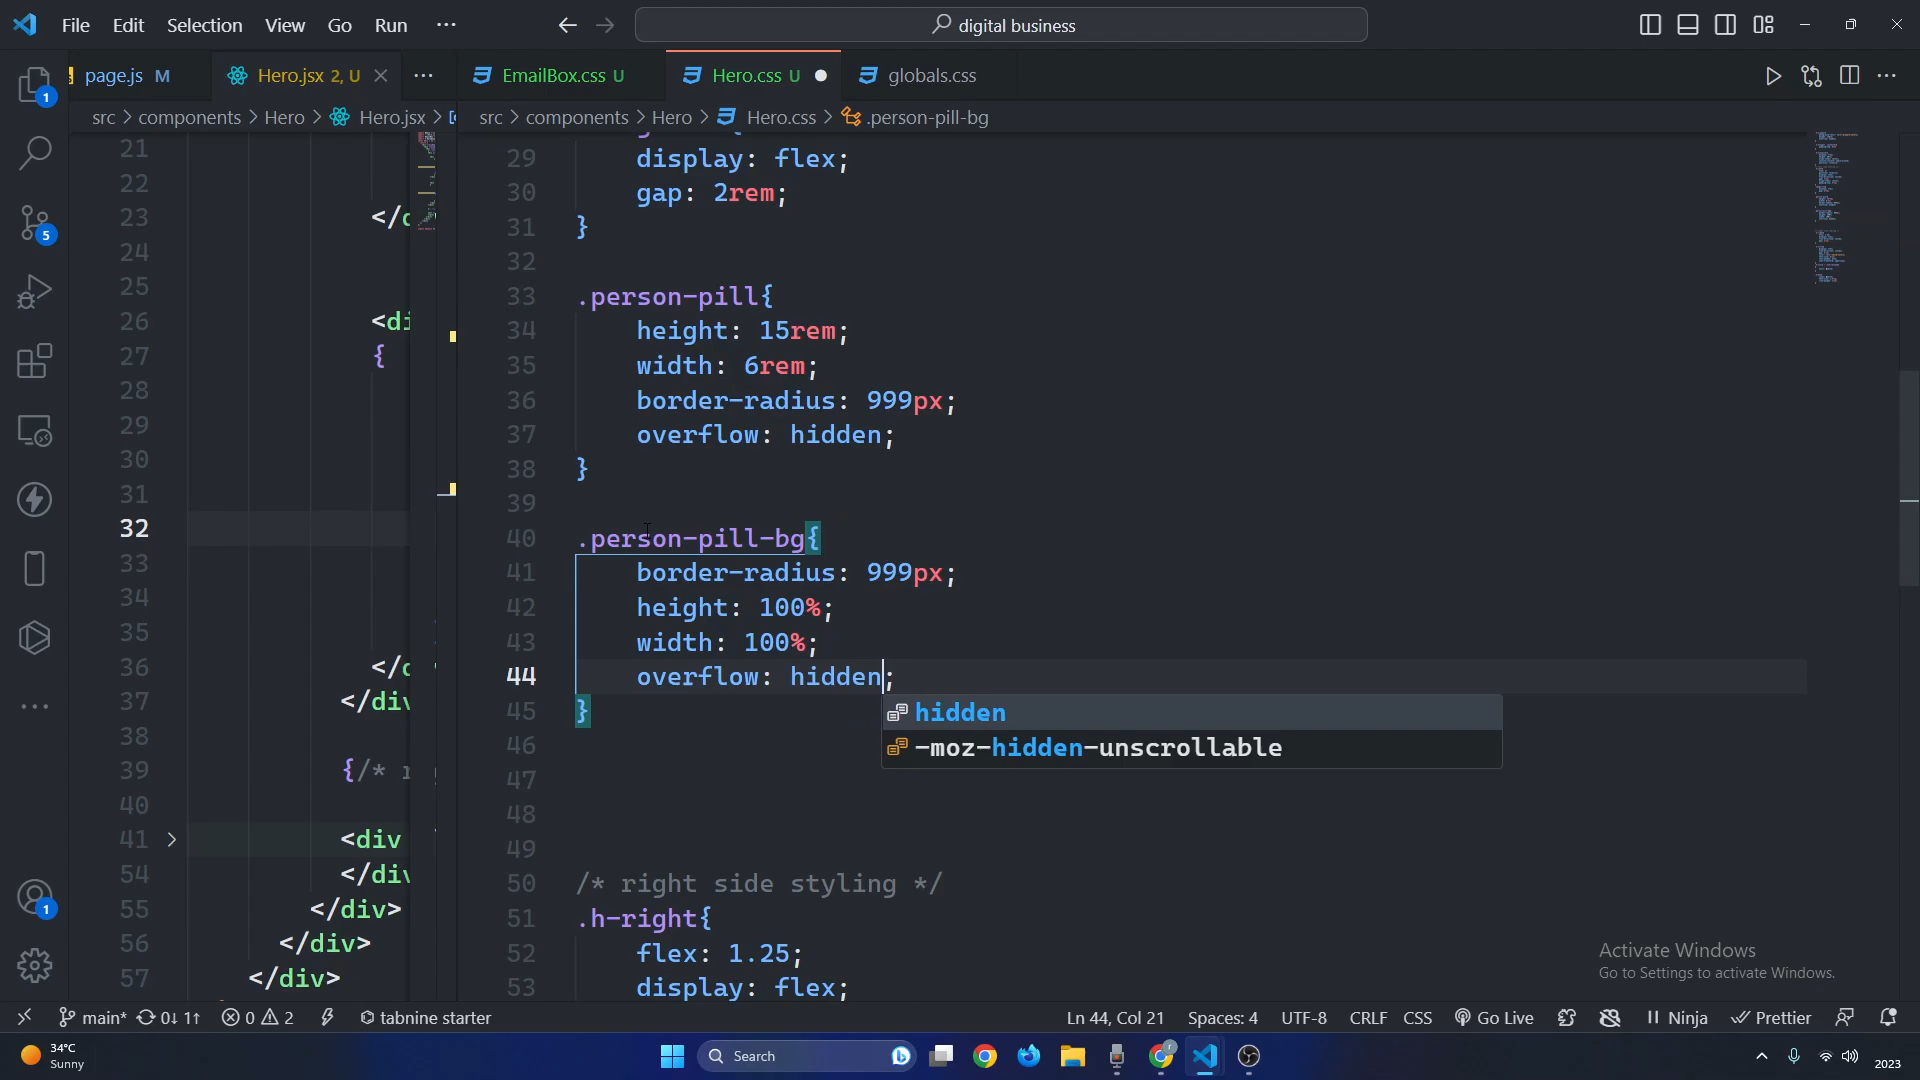 File Edit Selection View Go Run ··· digital business
page.js M Hero.jsx 2, U ··· EmailBox.css U Hero.css U globals.css
src > components > Hero > Hero.jsx > src > components > Hero > Hero.css > .person-pill-bg
21
22
23 </d
24
25
26 <di
27 {
28
29
30
31
32
33
34
35
36 </d
37 </div
38
39 {/*
40
41 <div
54 </div
55 </div>
56 </div>
57 </div>
29 display: flex;
30 gap: 2rem;
31 }
32
33 .person-pill{
34 height: 15rem;
35 width: 6rem;
36 border-radius: 999px;
37 overflow: hidden;
38 }
39
40 .person-pill-bg{
41 border-radius: 999px;
42 height: 100%;
43 width: 100%;
44 overflow: hidden;
45 }
hidden
-moz-hidden-unscrollable
46
47
48
49
50 /* right side styling */
51 .h-right{
52 flex: 1.25;
53 display: flex;
1
5
1
Activate Windows
Go to Settings to activate Windows.
main* 0↓ 1↑ 0 2 tabnine starter Ln 44, Col 21 Spaces: 4 UTF-8 CRLF CSS Go Live Ninja Prettier
34°C
Sunny
Search
2023